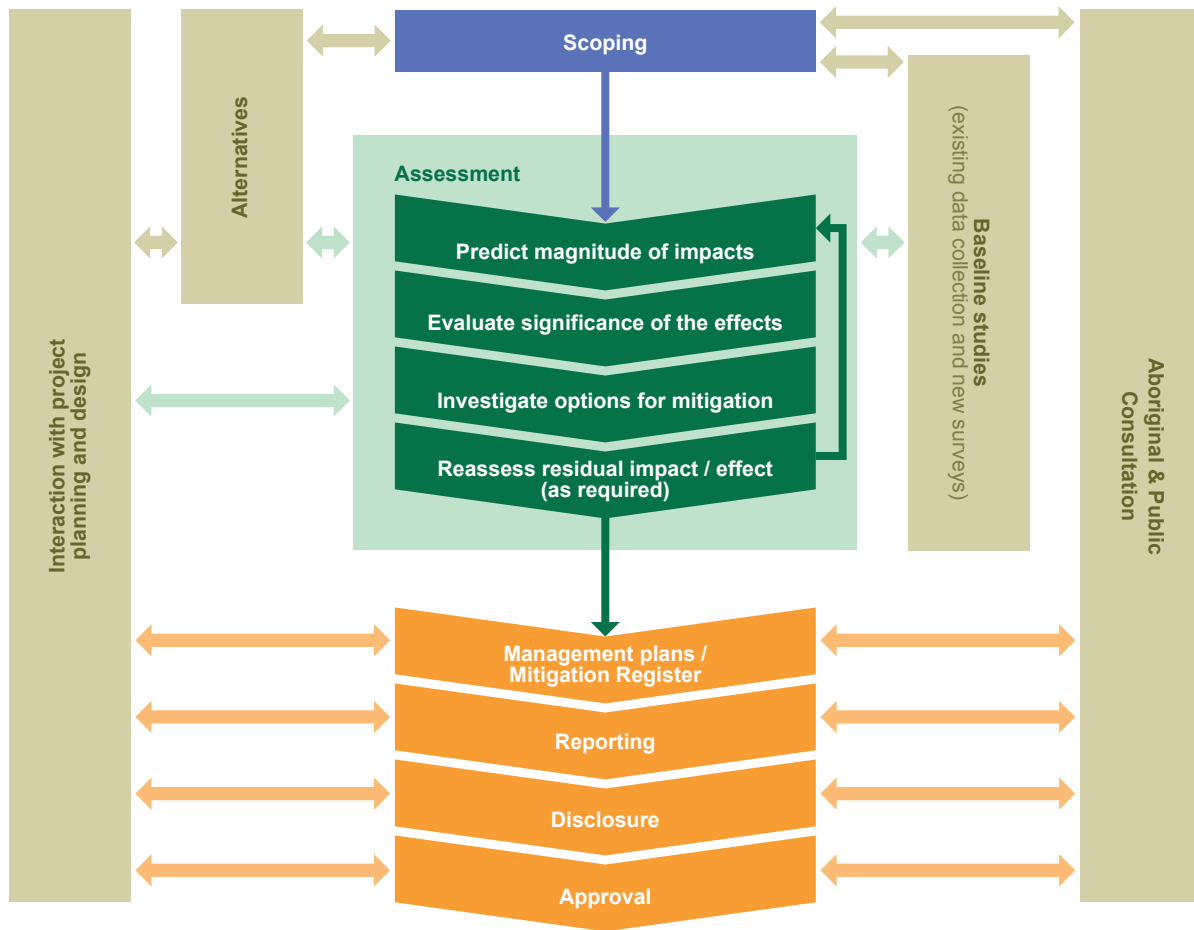 Scoping
Alternatives
Assessment
Predict magnitude of impacts
Evaluate significance of the effects
Investigate options for mitigation
Reassess residual impact / effect
(as required)
Baseline studies
(existing data collection and new surveys)
Interaction with project
planning and design
Aboriginal & Public
Consultation
Management plans /
Mitigation Register
Reporting
Disclosure
Approval